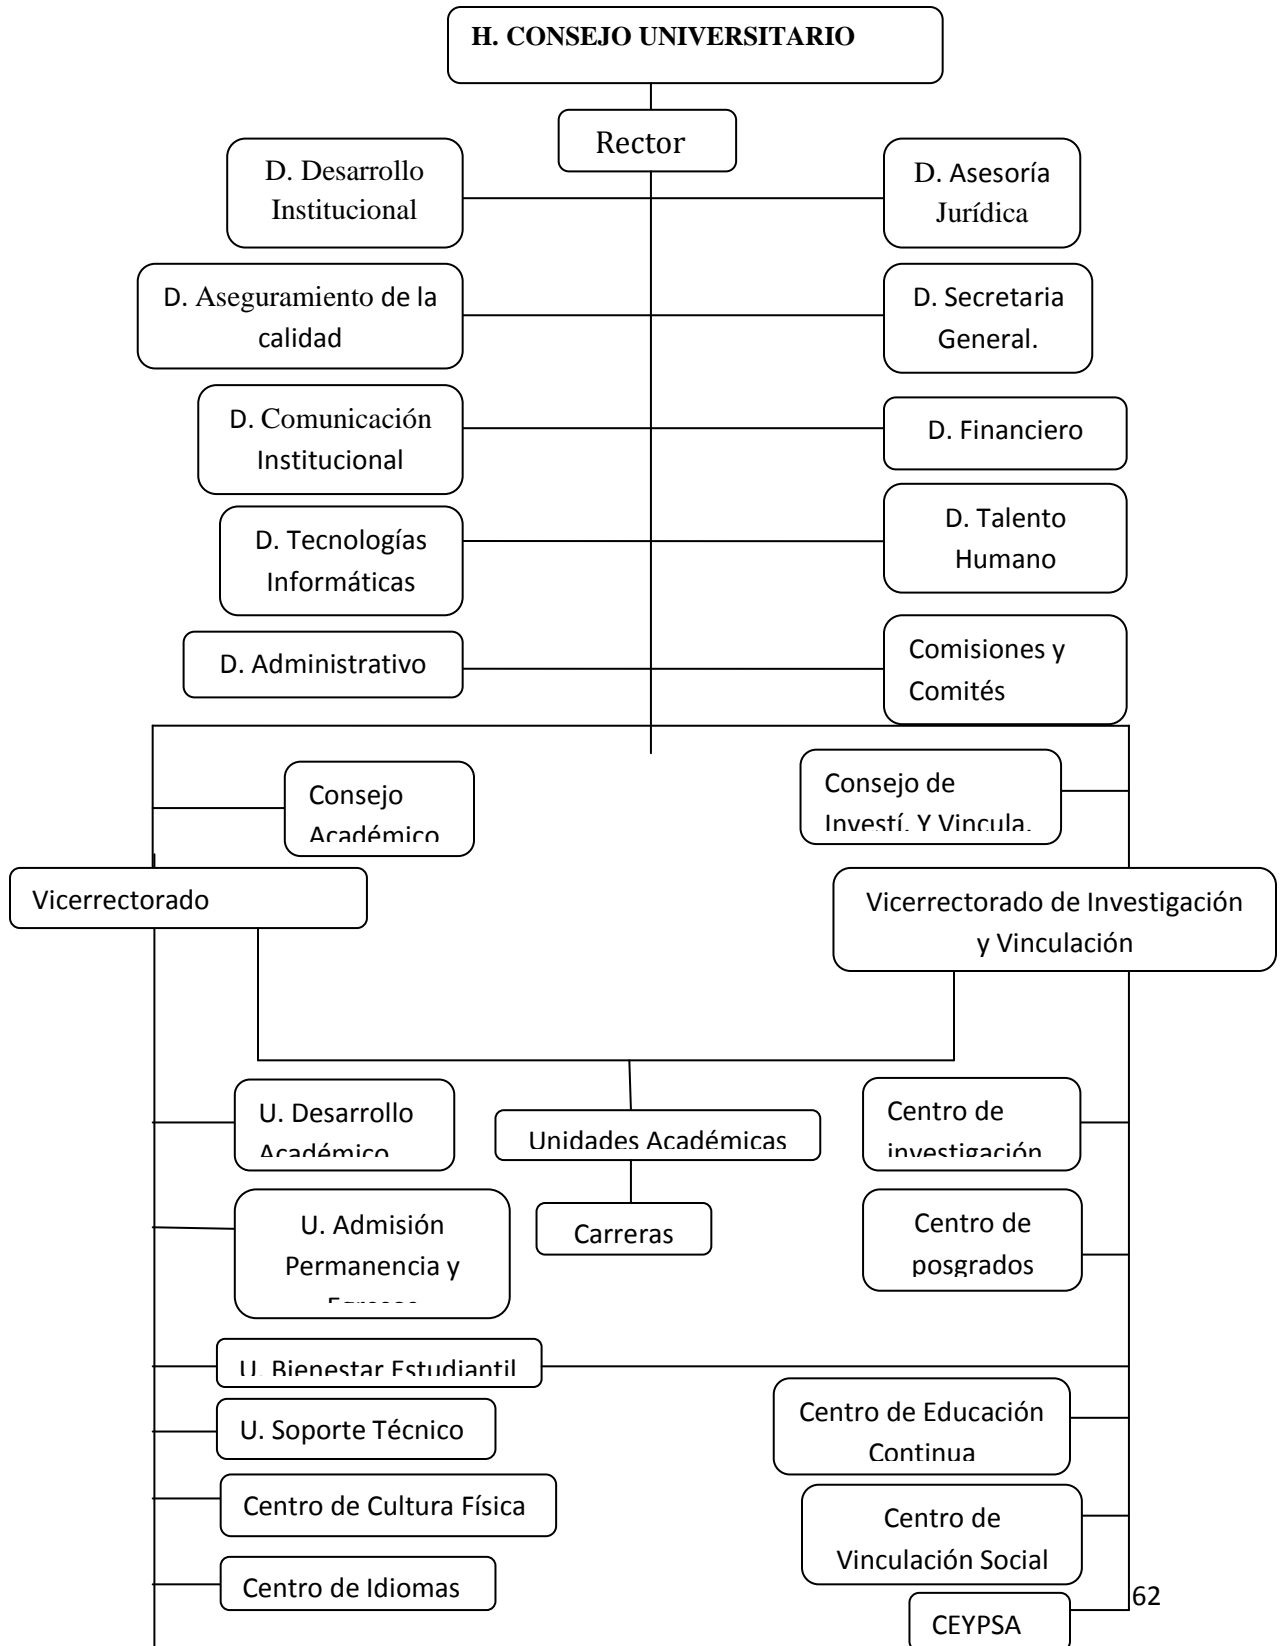 H. CONSEJO UNIVERSITARIO
Rector
D. Desarrollo
Institucional
D. Asesoría
Jurídica
D. Aseguramiento de la
calidad
D. Secretaria
General.
D. Comunicación
Institucional
D. Financiero
D. Tecnologías
Informáticas
D. Talento
Humano
D. Administrativo
Comisiones y
Comités
Consejo
Académico
Consejo de
Investí. Y Vincula.
Vicerrectorado
Vicerrectorado de Investigación
y Vinculación
U. Desarrollo
Académico
Unidades Académicas
Centro de
investigación
U. Admisión
Permanencia y
Carreras
Centro de
posgrados
U. Bienestar Estudiantil
U. Soporte Técnico
Centro de Educación
Continua
Centro de Cultura Física
Centro de
Vinculación Social
Centro de Idiomas
CEYPSA
62